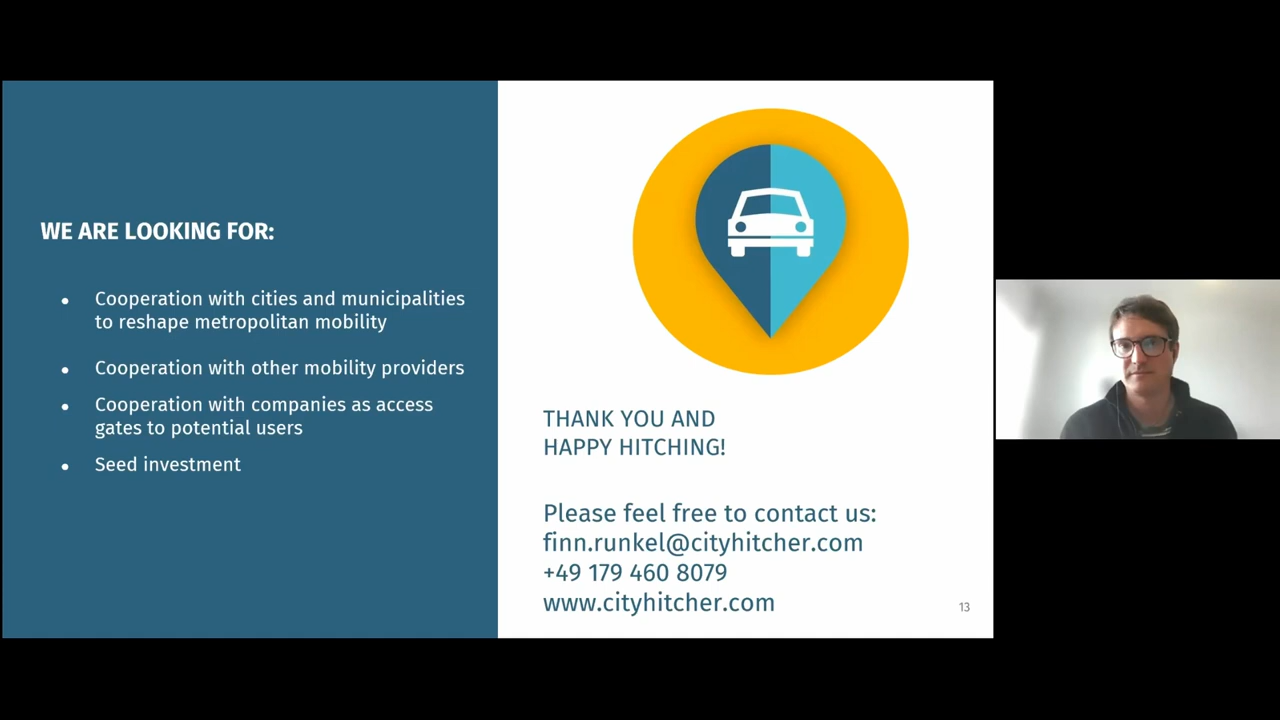 WE ARE LOOKING FOR:
● Cooperation with cities and municipalities
to reshape metropolitan mobility
● Cooperation with other mobility providers
● Cooperation with companies as access
gates to potential users
● Seed investment
THANK YOU AND
HAPPY HITCHING!
Please feel free to contact us:
finn.runkel@cityhitcher.com
+49 179 460 8079
www.cityhitcher.com
13